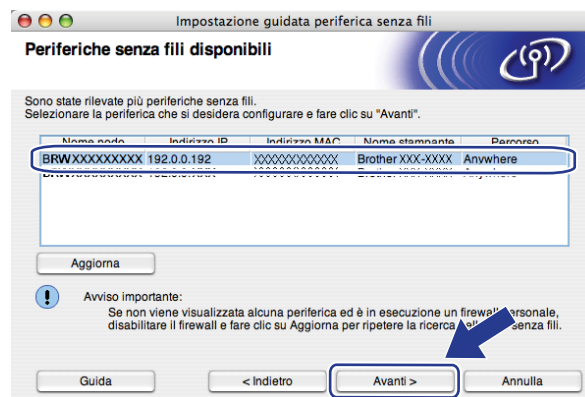 Impostazione guidata periferica senza fili
Periferiche senza fili disponibili
Sono state rilevate più periferiche senza fili.
Selezionare la periferica che si desidera configurare e fare clic su "Avanti".
Nome nodo Indirizzo IP Indirizzo MAC Nome stampante Percorso
BRWXXXXXXXXX 192.0.0.192 XXXXXXXXXXXX Brother XXX-XXXX Anywhere
Aggiorna
Avviso importante:
Se non viene visualizzata alcuna periferica ed è in esecuzione un firewall personale,
disabilitare il firewall e fare clic su Aggiorna per ripetere la ricerca senza fili.
Guida < Indietro Avanti > Annulla